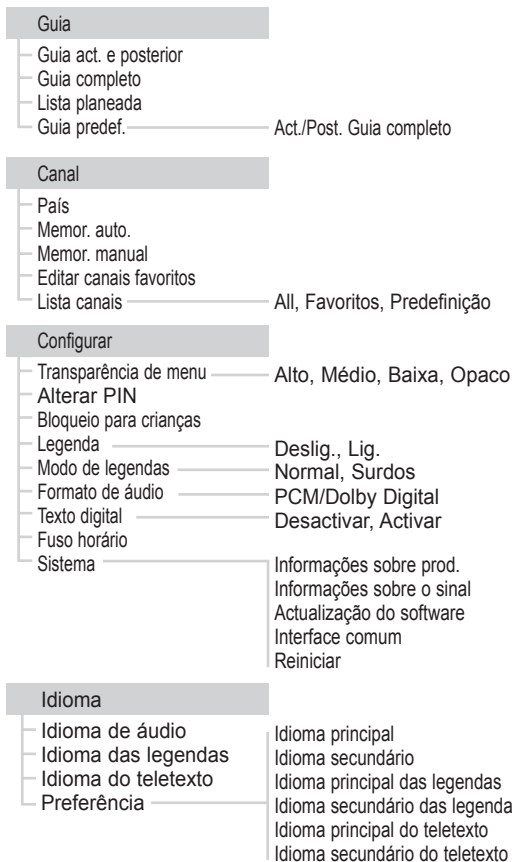 Guia
Guia act. e posterior
Guia completo
Lista planeada
Guia predef. Act./Post. Guia completo
Canal
País
Memor. auto.
Memor. manual
Editar canais favoritos
Lista canais All, Favoritos, Predefinição
Configurar
Transparência de menu Alto, Médio, Baixa, Opaco
Alterar PIN
Bloqueio para crianças
Legenda Deslig., Lig.
Modo de legendas Normal, Surdos
Formato de áudio PCM/Dolby Digital
Texto digital Desactivar, Activar
Fuso horário
Sistema Informações sobre prod.
Informações sobre o sinal
Actualização do software
Interface comum
Reiniciar
Idioma
Idioma de áudio
Idioma das legendas
Idioma do teletexto
Preferência
Idioma principal
Idioma secundário
Idioma principal das legendas
Idioma secundário das legenda
Idioma principal do teletexto
Idioma secundário do teletexto